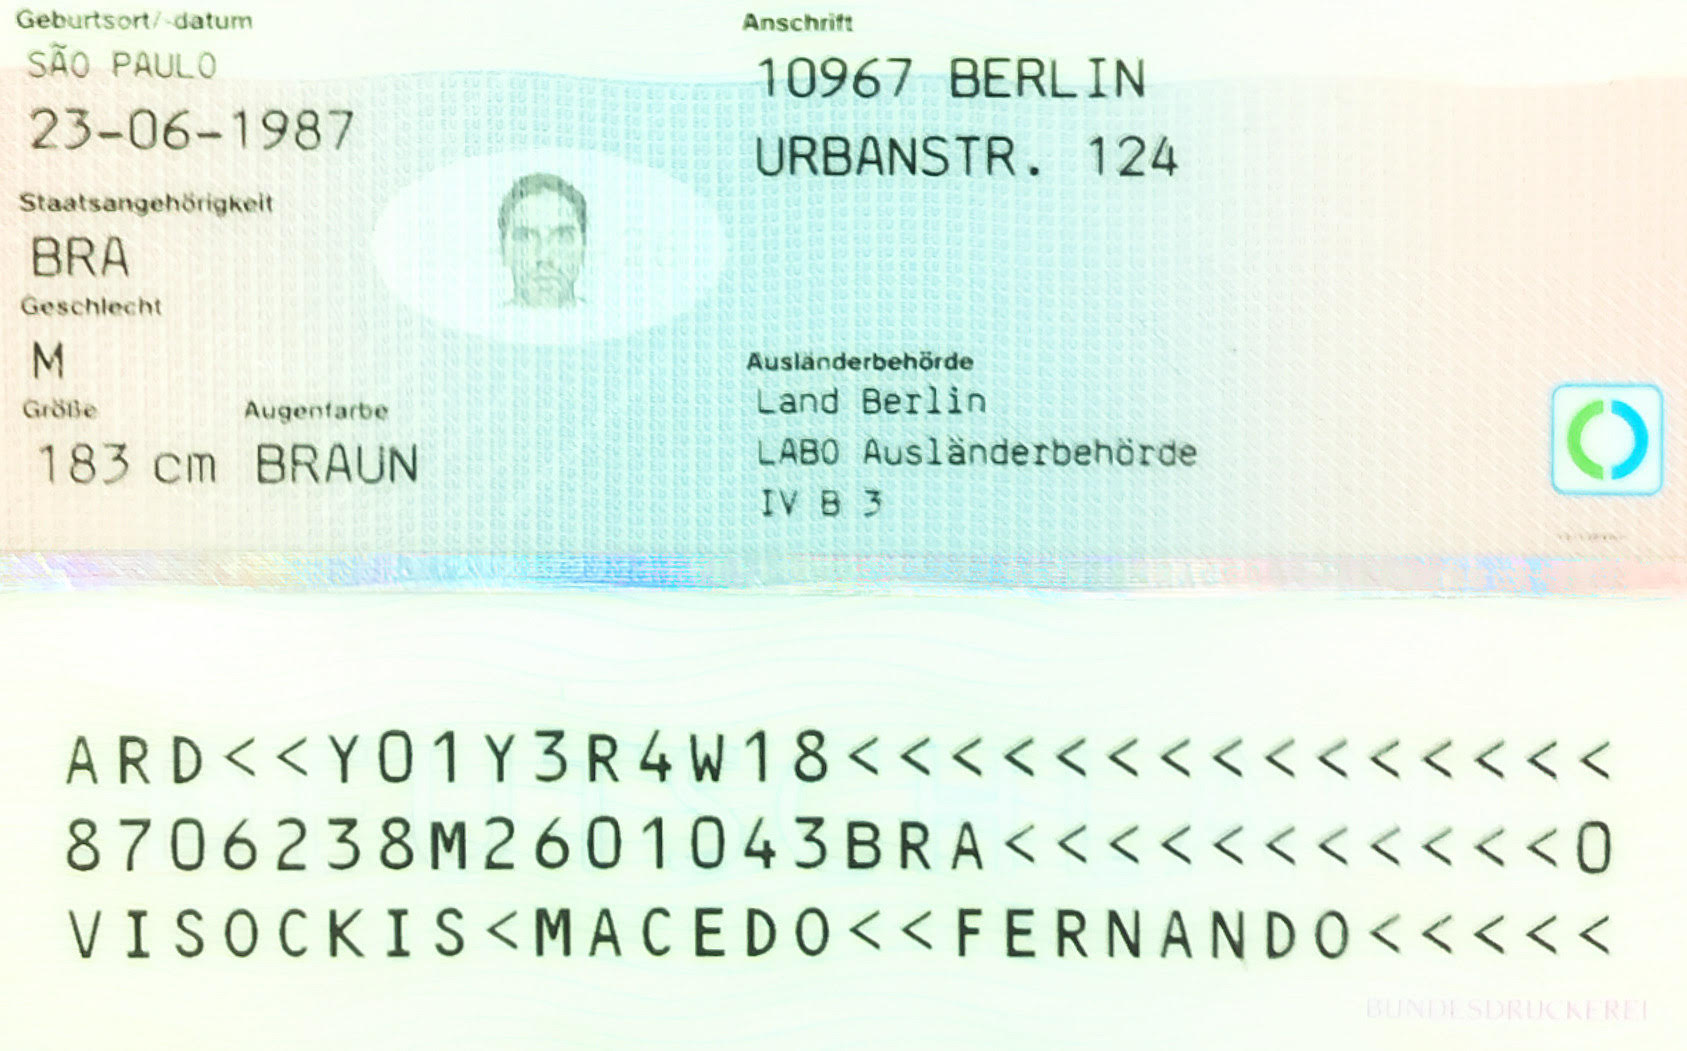 Geburtsort/-datum
SÃO PAULO
23-06-1987
Staatsangehörigkeit
BRA
Geschlecht
M
Größe Augenfarbe
183 cm BRAUN
Anschrift
10967 BERLIN
URBANSTR. 124
Ausländerbehörde
Land Berlin
LABO Ausländerbehörde
IV B 3
ARD<<Y01Y3R4W18<<<<<<<<<<<<<<<
8706238M2601043BRA<<<<<<<<<<<0
VISOCKIS<MACEDO<<FERNANDO<<<<<
BUNDESDRUCKEREI